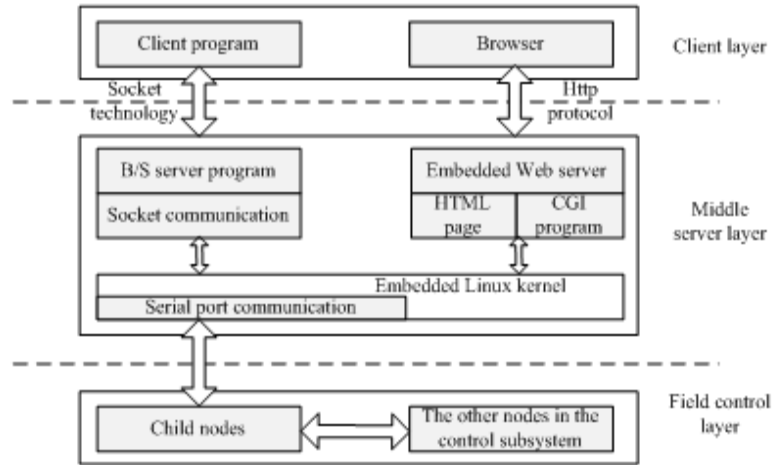 Client program
Browser
Client layer
Socket
technology
Http
protocol
B/S server program
Embedded Web server
Socket communication
HTML
page
CGI
program
Middle
server layer
Embedded Linux kernel
Serial port communication
Child nodes
The other nodes in the
control subsystem
Field control
layer